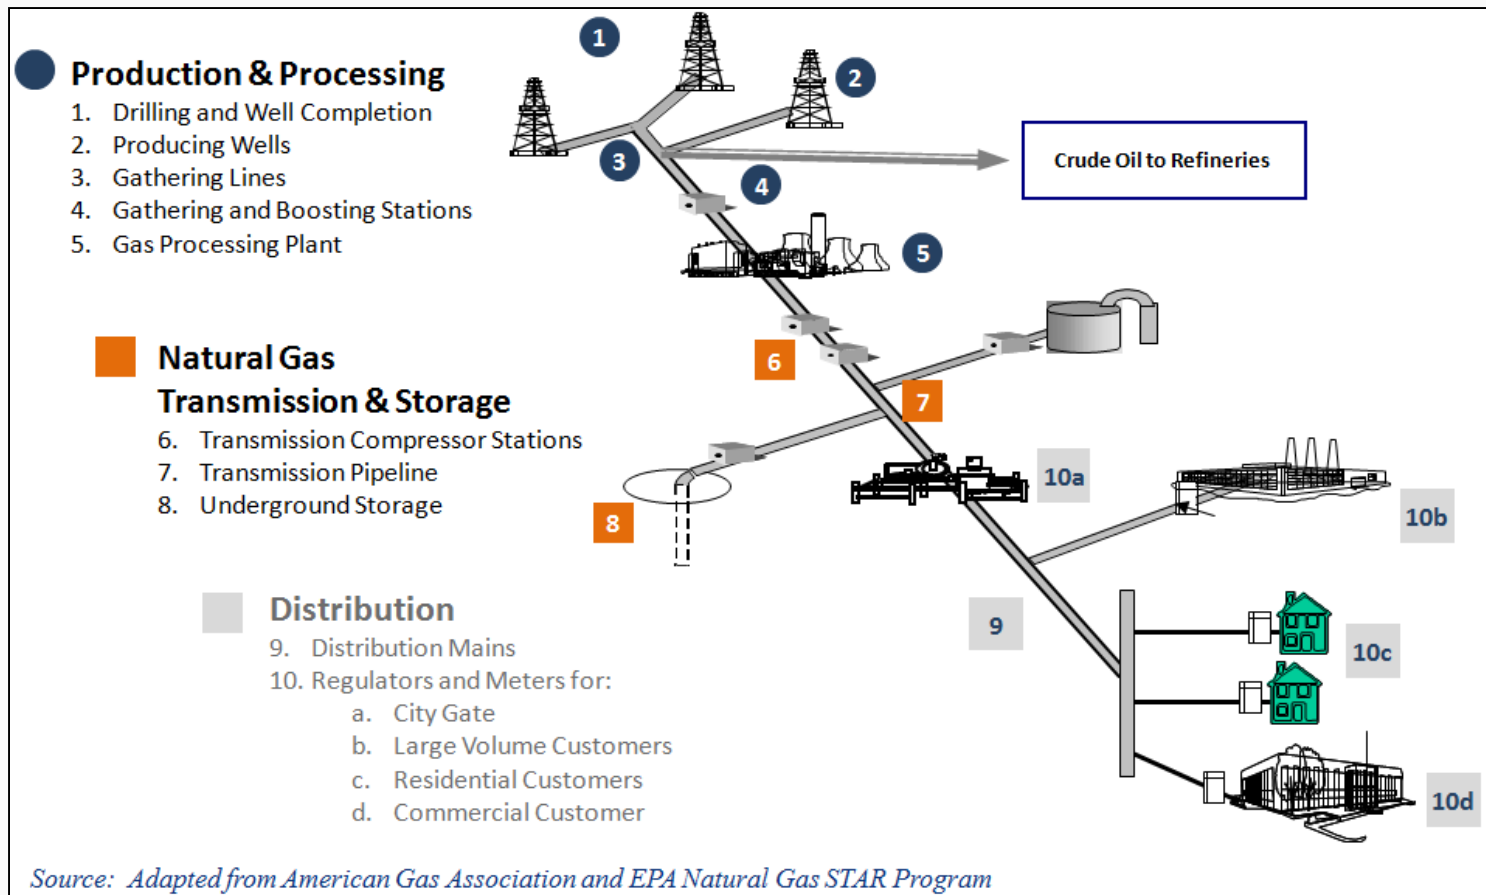 Production & Processing
1. Drilling and Well Completion
2. Producing Wells
3. Gathering Lines
4. Gathering and Boosting Stations
5. Gas Processing Plant
Natural Gas
Transmission & Storage
6. Transmission Compressor Stations
7. Transmission Pipeline
8. Underground Storage
Distribution
9. Distribution Mains
10. Regulators and Meters for:
a. City Gate
b. Large Volume Customers
c. Residential Customers
d. Commercial Customer
1
2
3
4
Crude Oil to Refineries
5
6
7
8
10a
10b
9
10c
10d
Source: Adapted from American Gas Association and EPA Natural Gas STAR Program